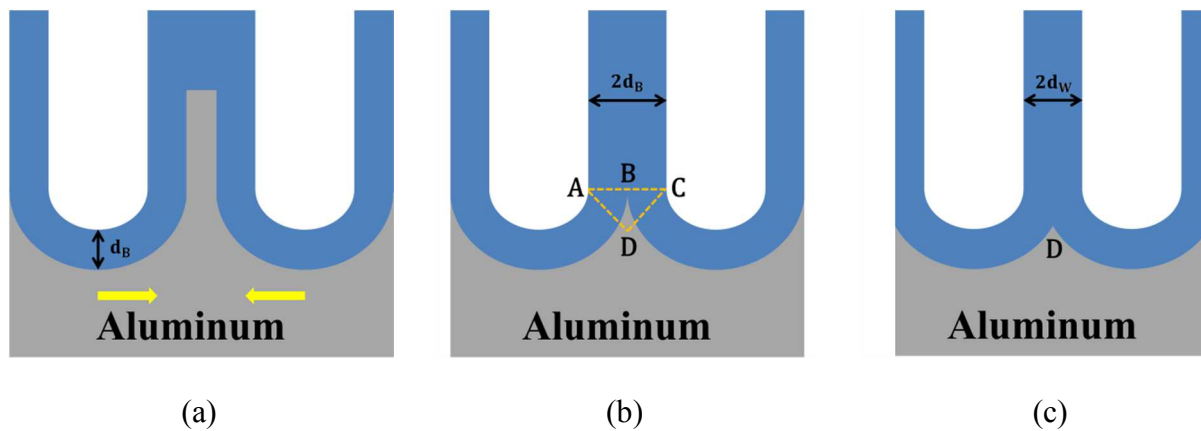 d_B
Aluminum
(a)
2d_B
A
B
C
D
Aluminum
(b)
2d_W
D
Aluminum
(c)